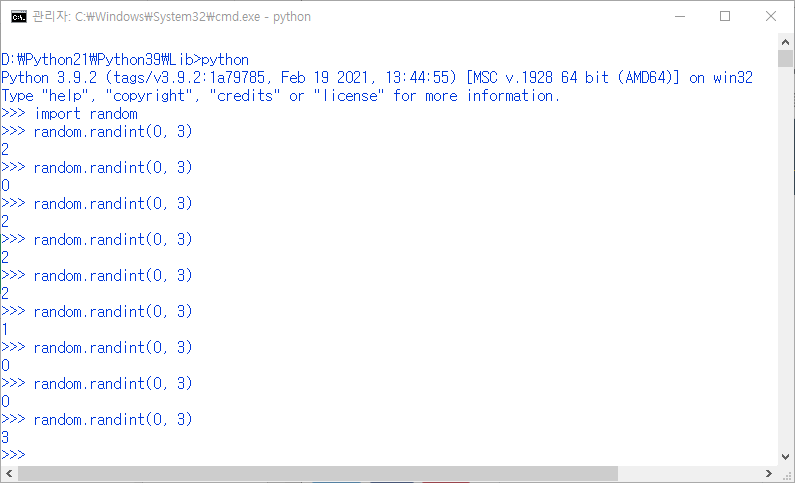 관리자: C:₩Windows₩System32₩cmd.exe - python
D:₩Python21₩Python39₩Lib>python
Python 3.9.2 (tags/v3.9.2:1a79785, Feb 19 2021, 13:44:55) [MSC v.1928 64 bit (AMD64)] on win32
Type "help", "copyright", "credits" or "license" for more information.
>>> import random
>>> random.randint(0, 3)
2
>>> random.randint(0, 3)
0
>>> random.randint(0, 3)
2
>>> random.randint(0, 3)
2
>>> random.randint(0, 3)
2
>>> random.randint(0, 3)
1
>>> random.randint(0, 3)
0
>>> random.randint(0, 3)
0
>>> random.randint(0, 3)
3
>>>